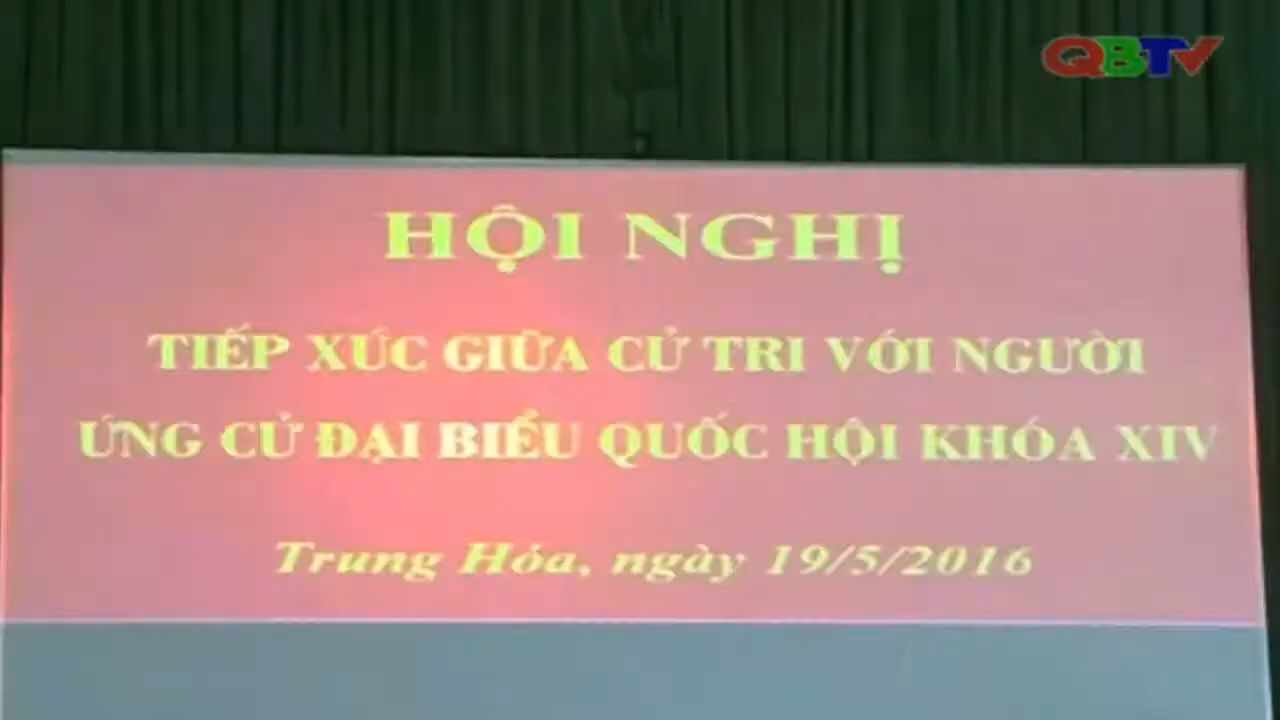 QBTV
HỘI NGHỊ
TIẾP XÚC GIỮA CỬ TRI VỚI NGƯỜI
ỨNG CỬ ĐẠI BIỂU QUỐC HỘI KHÓA XIV
Trung Hóa, ngày 19/5/2016